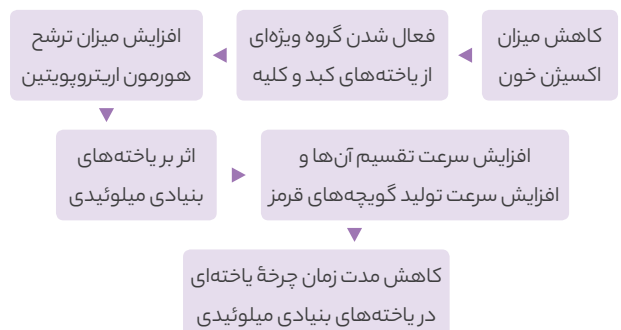 کاهش میزان
اکسیژن خون
فعال شدن گروه ویژه‌ای
از یاخته‌های کبد و کلیه
افزایش میزان ترشح
هورمون اریتروپویتین
اثر بر یاخته‌های
بنیادی میلوئیدی
افزایش سرعت تقسیم آن‌ها و
افزایش سرعت تولید گویچه‌های قرمز
کاهش مدت زمان چرخهٔ یاخته‌ای
در یاخته‌های بنیادی میلوئیدی